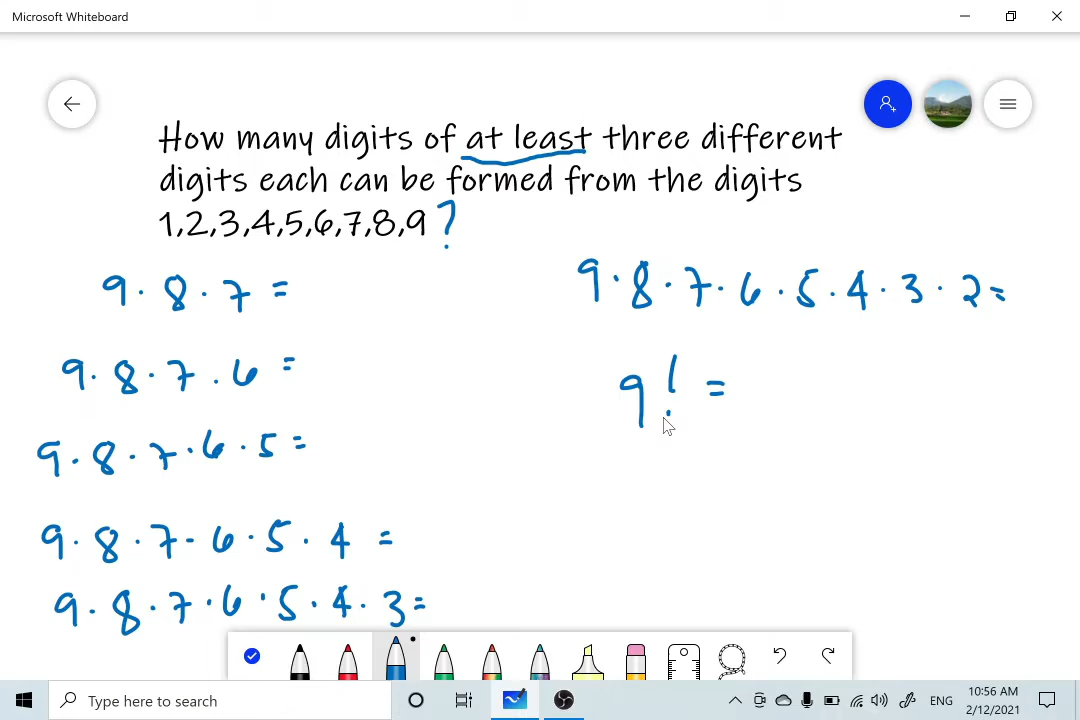 Microsoft Whiteboard
How many digits of at least three different
digits each can be formed from the digits
1,2,3,4,5,6,7,8,9?
9 · 8 · 7 =
9 · 8 · 7 · 6 =
9 · 8 · 7 · 6 · 5 =
9 · 8 · 7 · 6 · 5 · 4 =
9 · 8 · 7 · 6 · 5 · 4 · 3 =
9 · 8 · 7 · 6 · 5 · 4 · 3 · 2 =
9! =
Type here to search
ENG
10:56 AM
2/12/2021